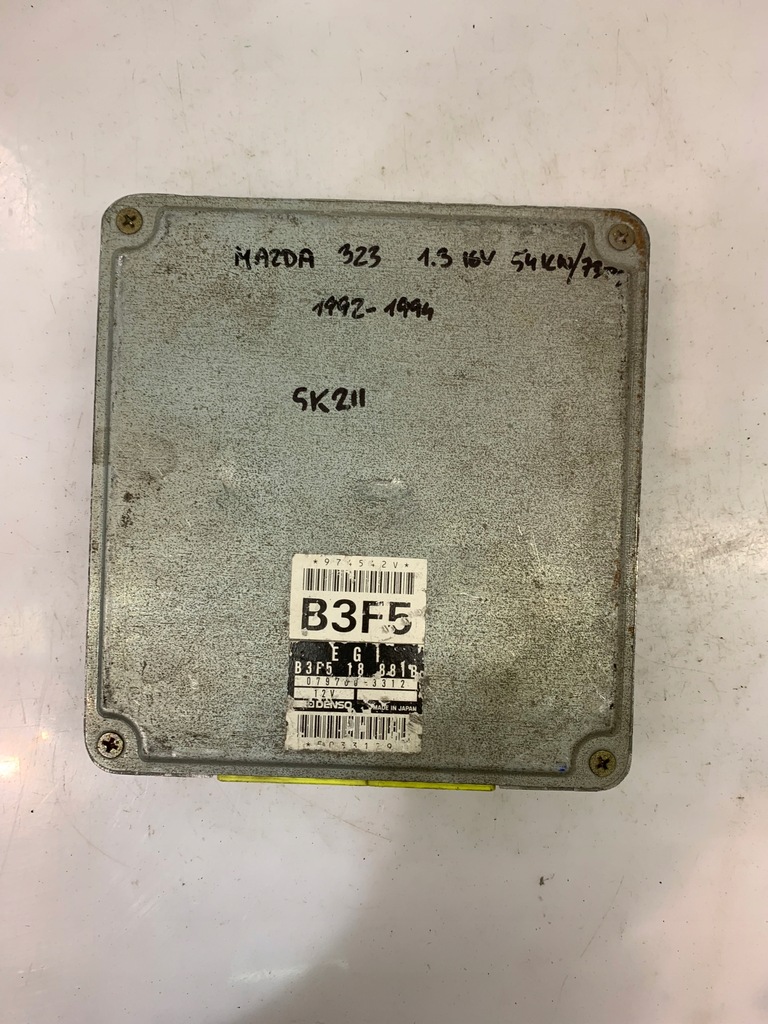 MAZDA 323 1.3 16V 54KW/73
1992-1994
SK211
*974542V*
B3F5
EGI
B3F5 18 881B
079700-3312
12V
DENSO MADE IN JAPAN